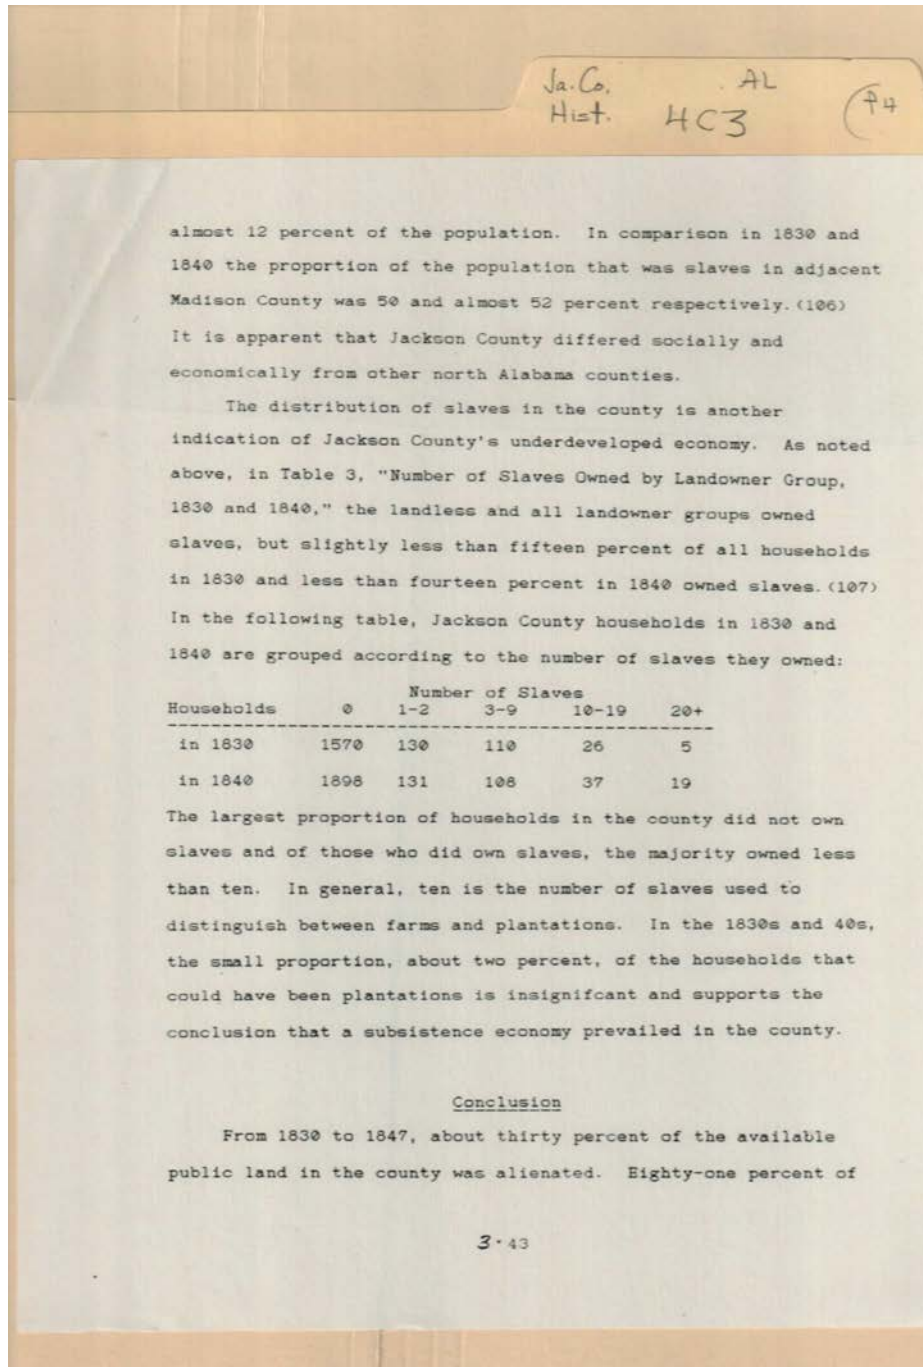 Ja. Co. AL
Hist. 4C3 P4
almost 12 percent of the population. In comparison in 1830 and
1840 the proportion of the population that was slaves in adjacent
Madison County was 50 and almost 52 percent respectively.(106)
It is apparent that Jackson County differed socially and
economically from other north Alabama counties.
The distribution of slaves in the county is another
indication of Jackson County's underdeveloped economy. As noted
above, in Table 3, "Number of Slaves Owned by Landowner Group,
1830 and 1840," the landless and all landowner groups owned
slaves, but slightly less than fifteen percent of all households
in 1830 and less than fourteen percent in 1840 owned slaves.(107)
In the following table, Jackson County households in 1830 and
1840 are grouped according to the number of slaves they owned:
Number of Slaves
Households 0 1-2 3-9 10-19 20+
in 1830 1570 130 110 26 5
in 1840 1898 131 108 37 19
The largest proportion of households in the county did not own
slaves and of those who did own slaves, the majority owned less
than ten. In general, ten is the number of slaves used to
distinguish between farms and plantations. In the 1830s and 40s,
the small proportion, about two percent, of the households that
could have been plantations is insignifcant and supports the
conclusion that a subsistence economy prevailed in the county.
Conclusion
From 1830 to 1847, about thirty percent of the available
public land in the county was alienated. Eighty-one percent of
3·43